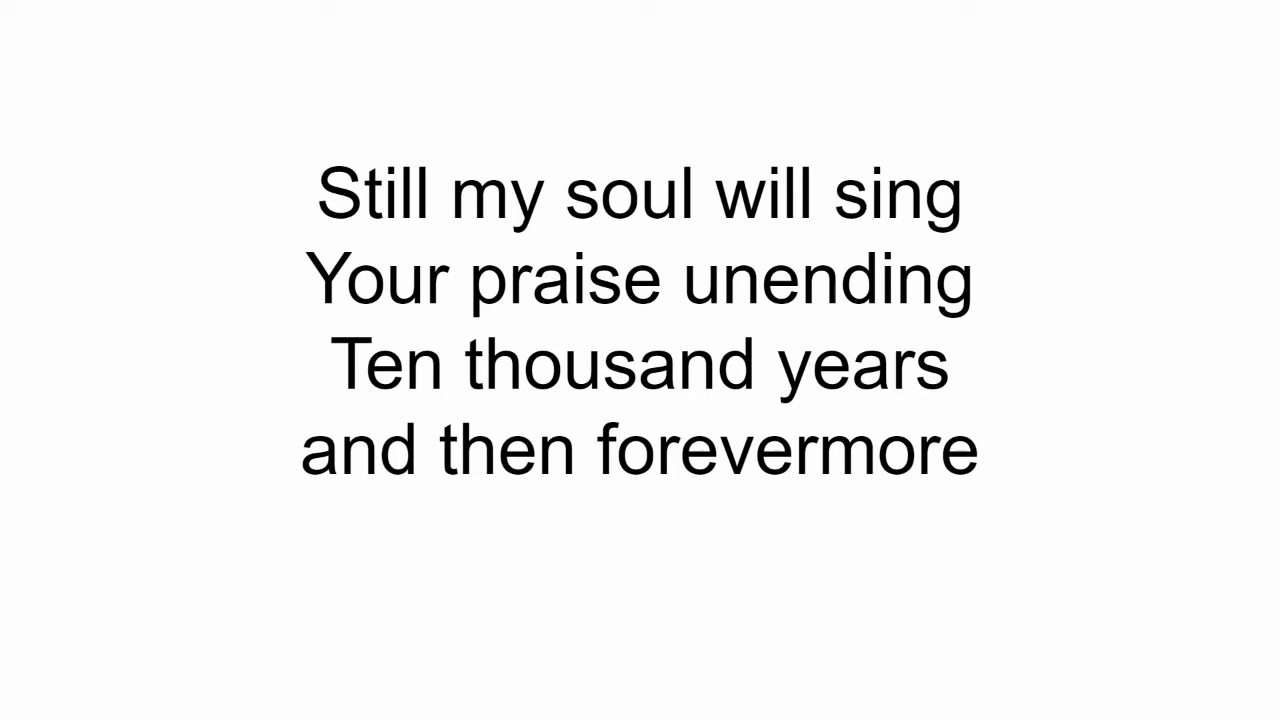 Still my soul will sing
Your praise unending
Ten thousand years
and then forevermore